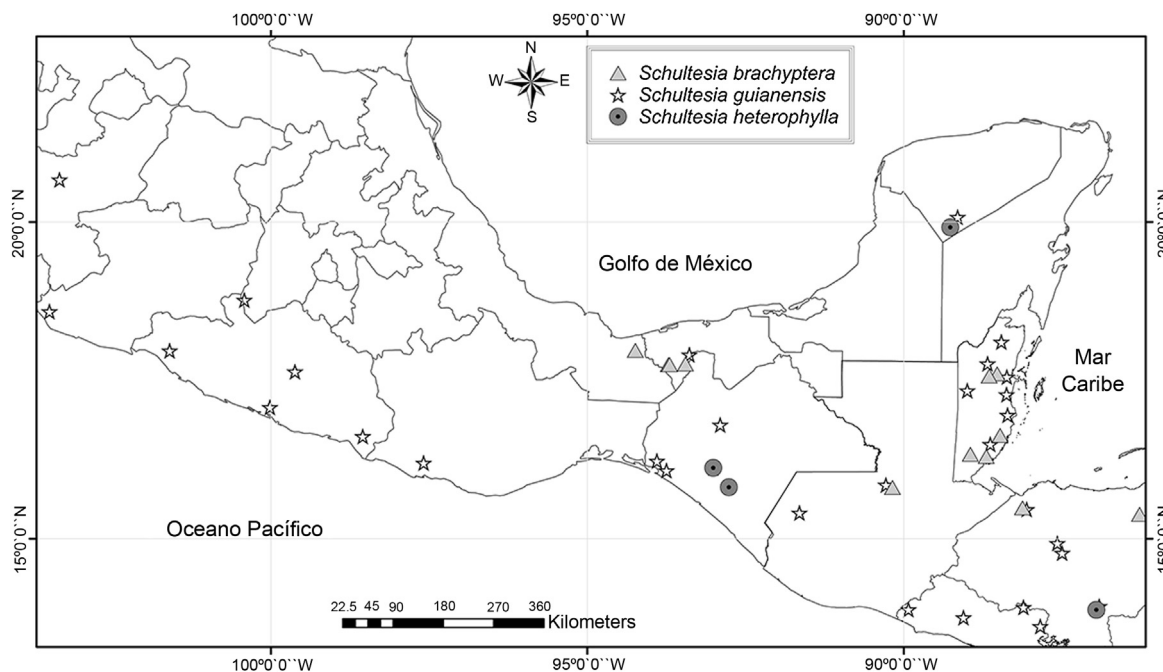 100º0'0``W 95º0'0``W 90º0'0``W
N
W E
S
Schultesia brachyptera
Schultesia guianensis
Schultesia heterophylla
20º0'0``N 20º0'0``N
Golfo de México
Mar
Caribe
Oceano Pacífico
15º0'0``N 15º0'0``N
22.5 45 90 180 270 360
Kilometers
100º0'0``W 95º0'0``W 90º0'0``W